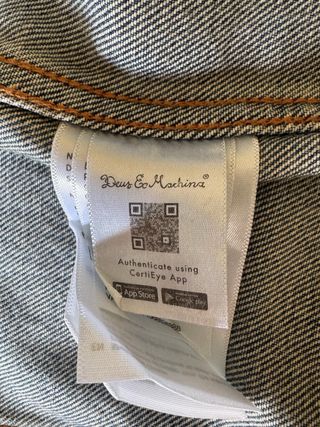 Deus Ex Machina®
Authenticate using
CertiEye App
App Store
Google play